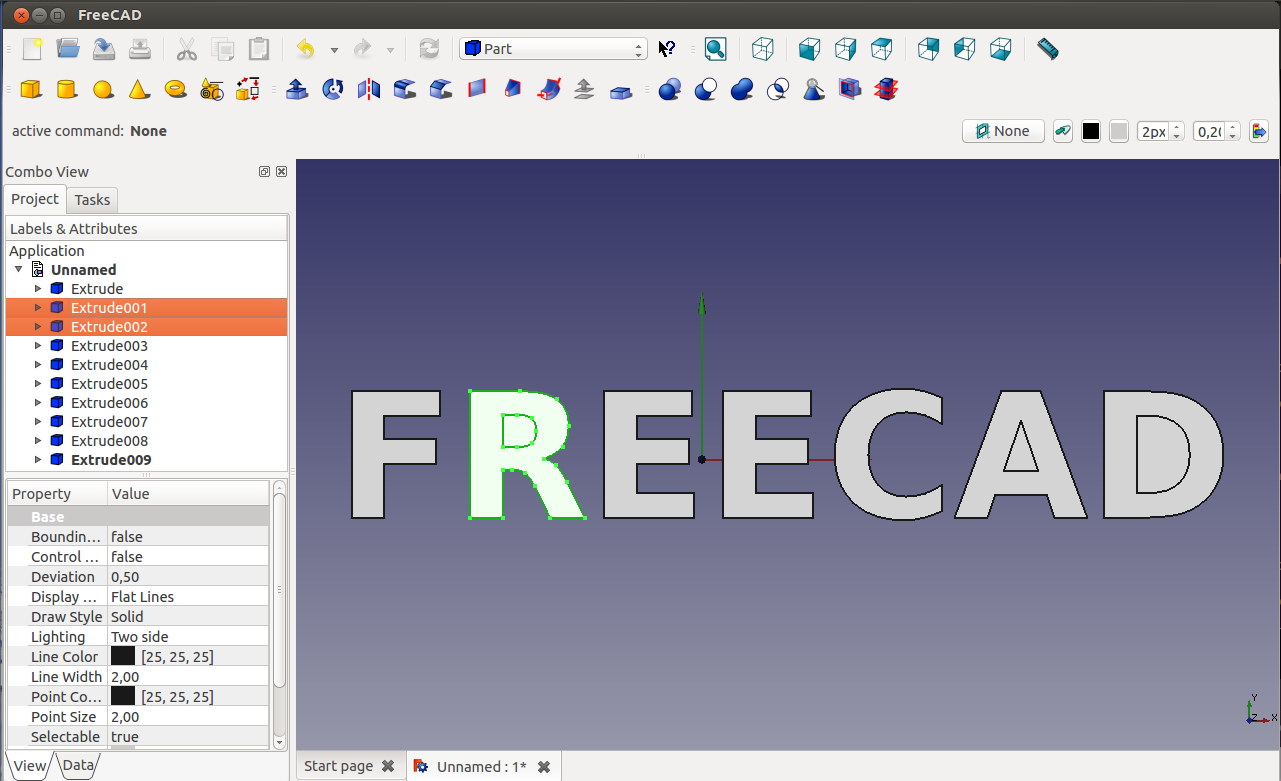 FreeCAD
Part
active command: None
None
2px
0,20
Combo View
Project
Tasks
Labels & Attributes
Application
Unnamed
Extrude
Extrude001
Extrude002
Extrude003
Extrude004
Extrude005
Extrude006
Extrude007
Extrude008
Extrude009
FREECAD
Y
Z X
Property Value
Base
Boundin... false
Control ... false
Deviation 0,50
Display ... Flat Lines
Draw Style Solid
Lighting Two side
Line Color [25, 25, 25]
Line Width 2,00
Point Co... [25, 25, 25]
Point Size 2,00
Selectable true
View Data
Start page
Unnamed : 1*